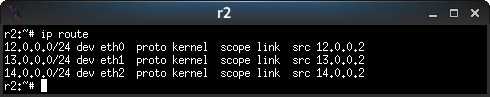 r2
r2:~# ip route
12.0.0.0/24 dev eth0  proto kernel  scope link  src 12.0.0.2
13.0.0.0/24 dev eth1  proto kernel  scope link  src 13.0.0.2
14.0.0.0/24 dev eth2  proto kernel  scope link  src 14.0.0.2
r2:~#